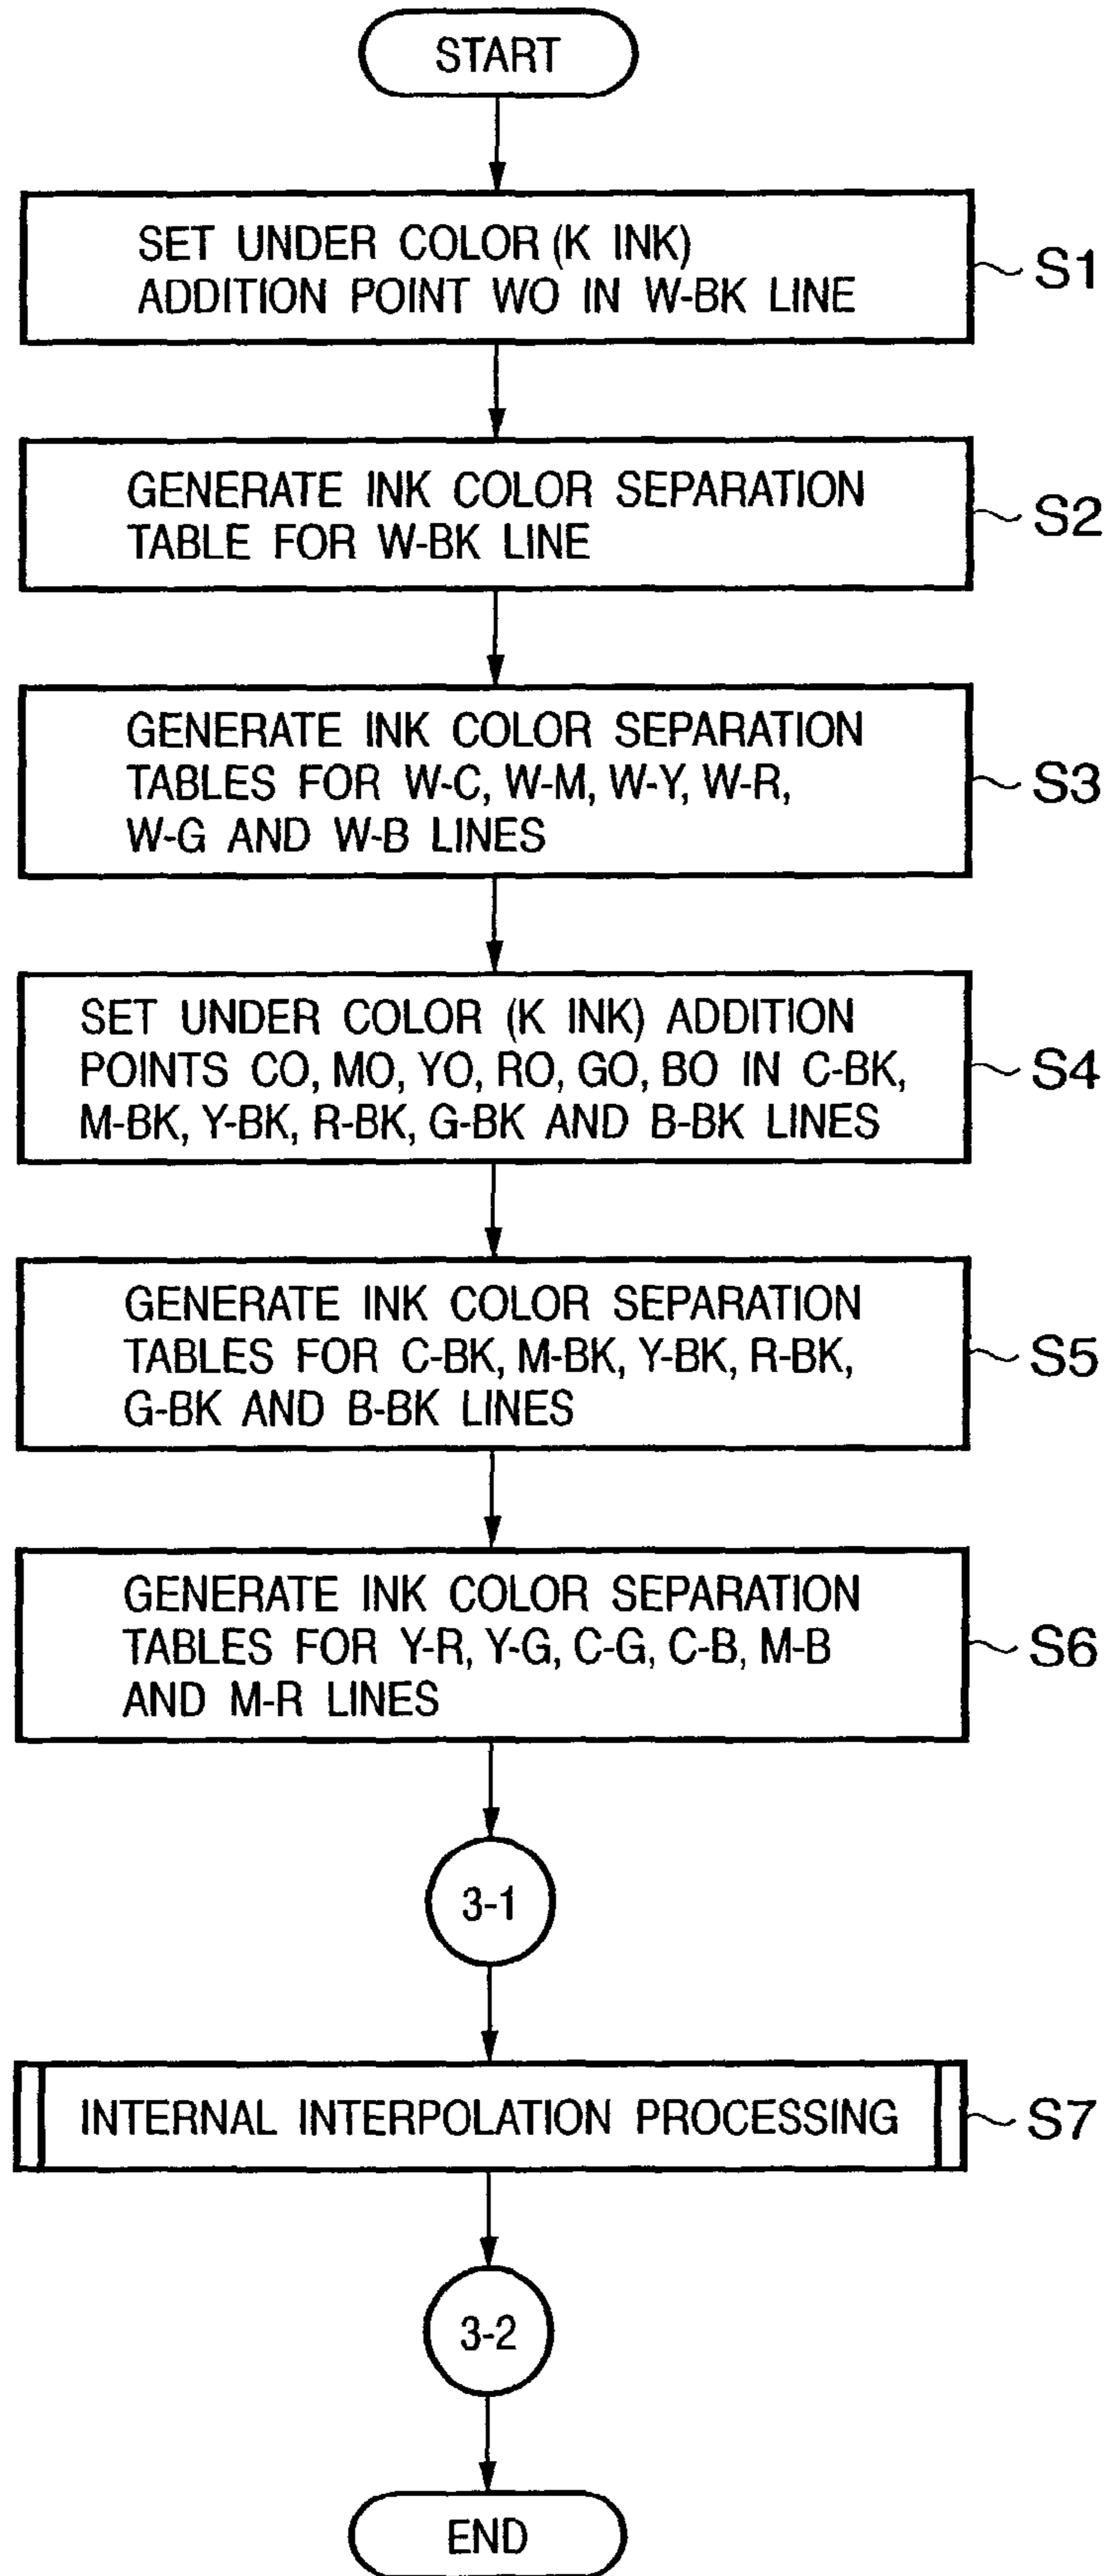 START
SET UNDER COLOR (K INK)
ADDITION POINT WO IN W-BK LINE
S1
GENERATE INK COLOR SEPARATION
TABLE FOR W-BK LINE
S2
GENERATE INK COLOR SEPARATION
TABLES FOR W-C, W-M, W-Y, W-R,
W-G AND W-B LINES
S3
SET UNDER COLOR (K INK) ADDITION
POINTS CO, MO, YO, RO, GO, BO IN C-BK,
M-BK, Y-BK, R-BK, G-BK AND B-BK LINES
S4
GENERATE INK COLOR SEPARATION
TABLES FOR C-BK, M-BK, Y-BK, R-BK,
G-BK AND B-BK LINES
S5
GENERATE INK COLOR SEPARATION
TABLES FOR Y-R, Y-G, C-G, C-B, M-B
AND M-R LINES
S6
3-1
INTERNAL INTERPOLATION PROCESSING
S7
3-2
END